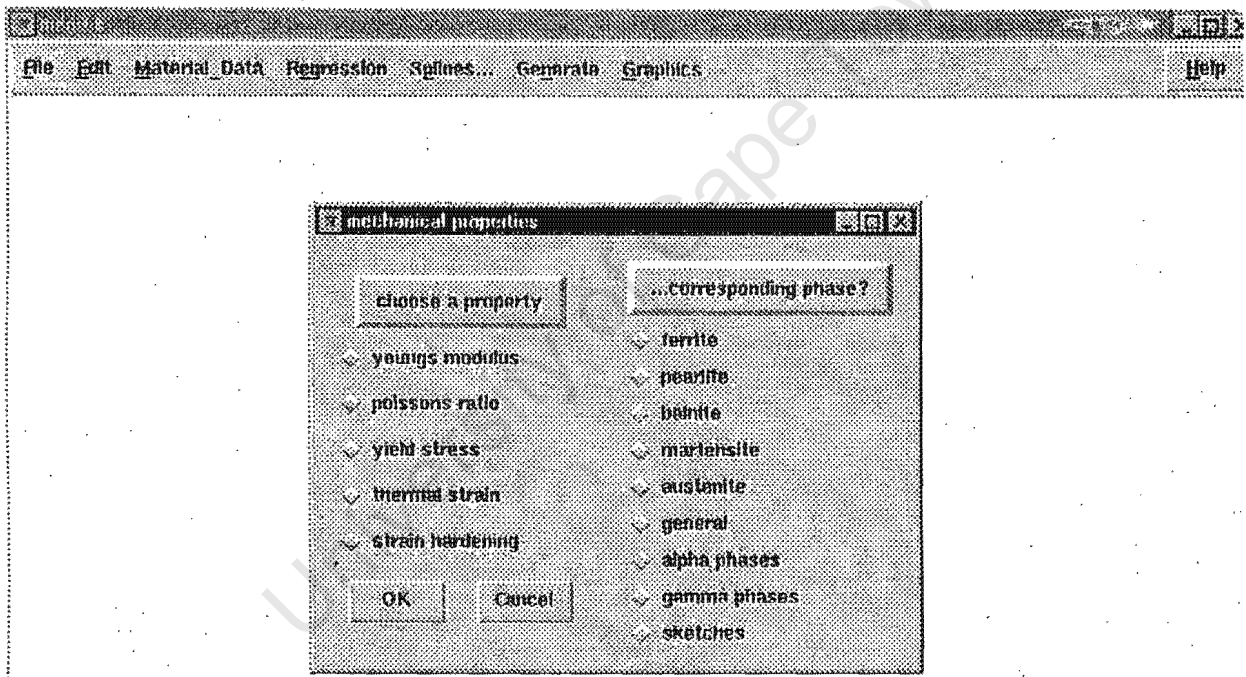 File Edit Material_Data Regression Splines... Generate Graphics Help
mechanical properties
choose a property
youngs modulus
poissons ratio
yield stress
thermal strain
strain hardening
OK Cancel
...corresponding phase?
ferrite
pearlite
bainite
martensite
austenite
general
alpha phases
gamma phases
sketches
Cape